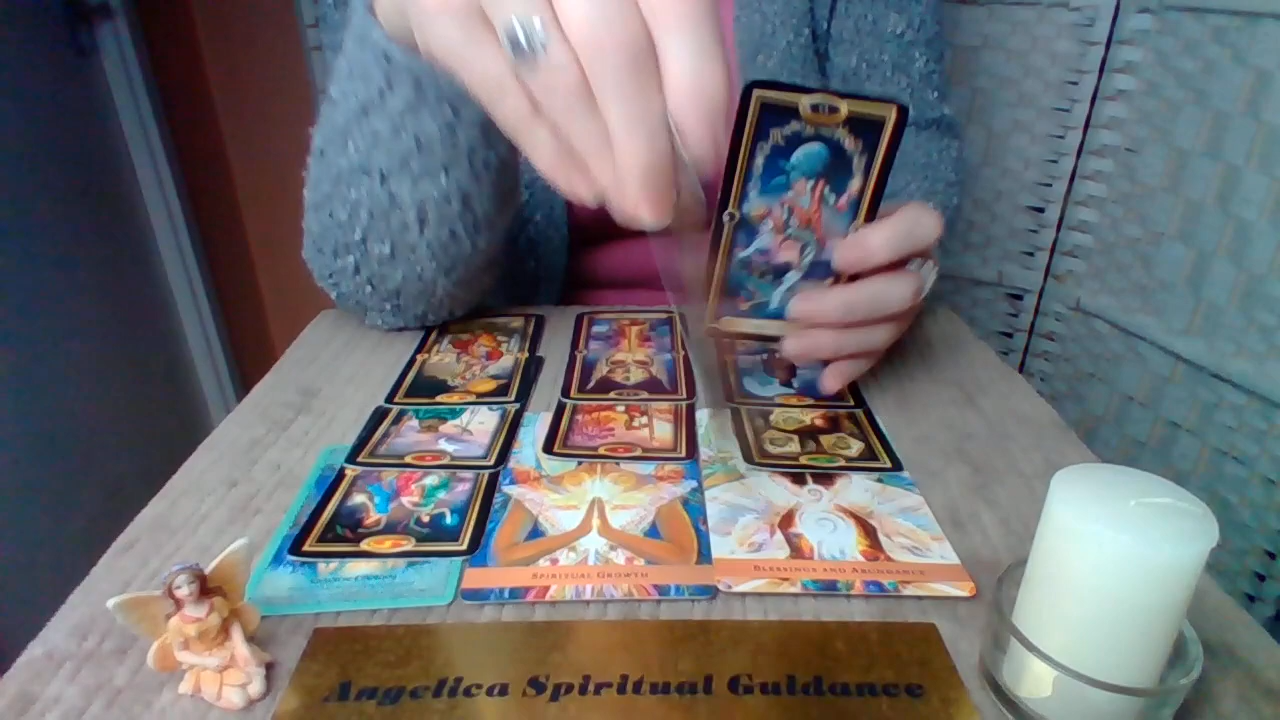 SPIRITUAL GROWTH
BLESSINGS AND ABUNDANCE
Angelica Spiritual Guidance